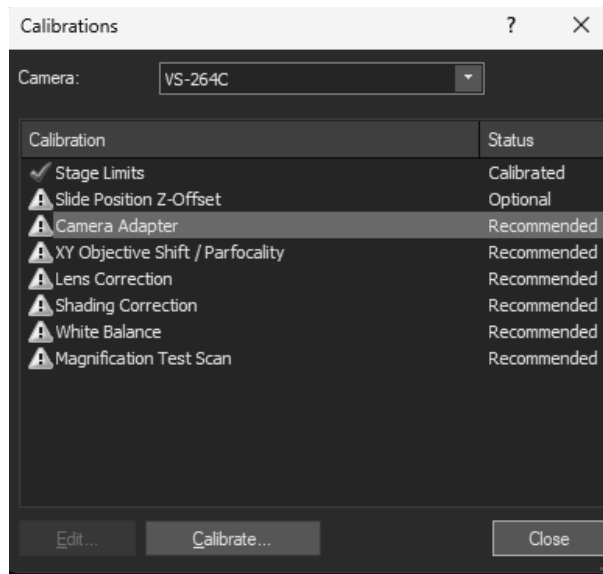 Calibrations ? ×
Camera: VS-264C
Calibration Status
Stage Limits Calibrated
Slide Position Z-Offset Optional
Camera Adapter Recommended
XY Objective Shift / Parfocality Recommended
Lens Correction Recommended
Shading Correction Recommended
White Balance Recommended
Magnification Test Scan Recommended
Edit... Calibrate... Close